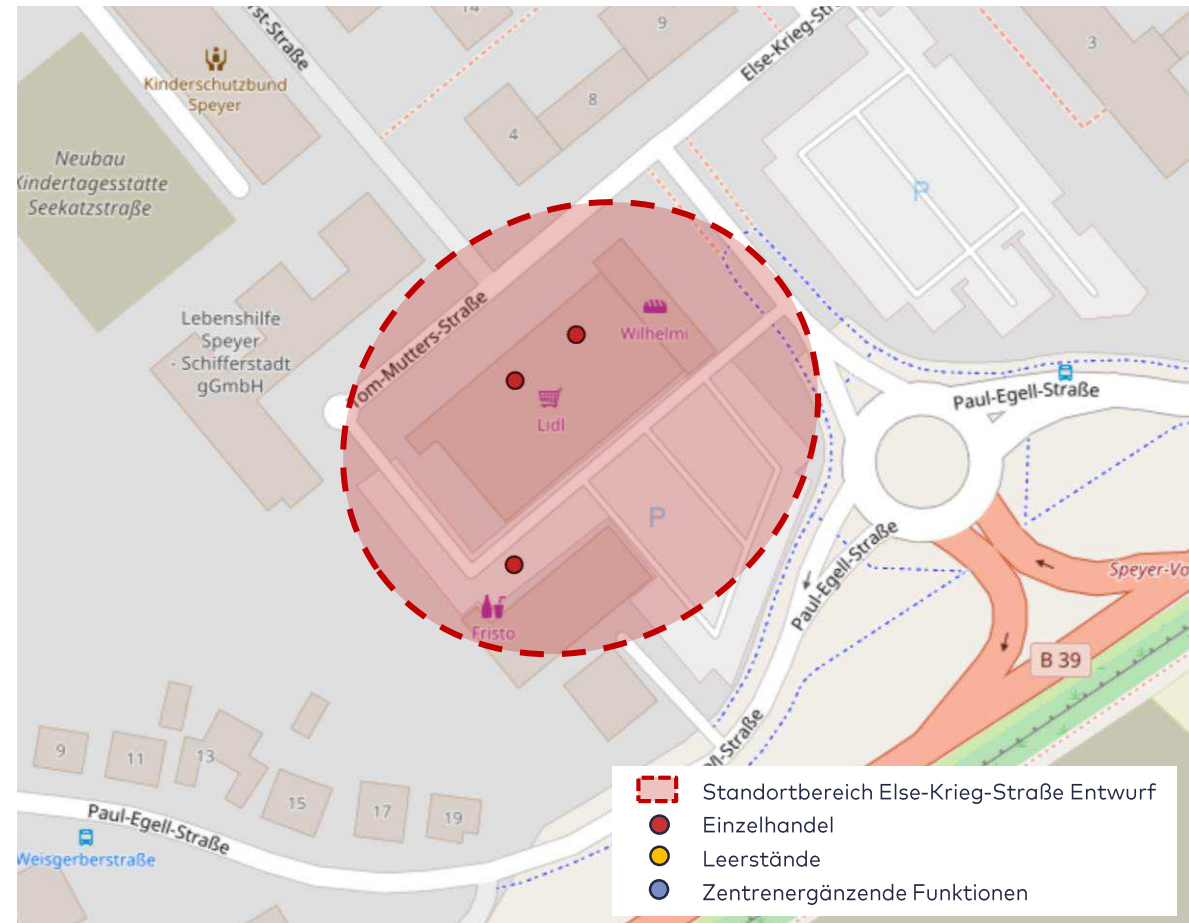 14
9
Else-Krieg-Str
3
rst-Straße
Kinderschutzbund
Speyer
8
4
P
Neubau
Kindertagesstätte
Seekatzstraße
Lebenshilfe
Speyer
- Schifferstadt
gGmbH
Tom-Mutters-Straße
Wilhelmi
Lidl
Paul-Egell-Straße
P
Paul-Egell-Straße
Speyer-Vo
Fristo
B 39
9
11
13
15
17
19
ll-Straße
Paul-Egell-Straße
Weisgerberstraße
Standortbereich Else-Krieg-Straße Entwurf
Einzelhandel
Leerstände
Zentrenergänzende Funktionen